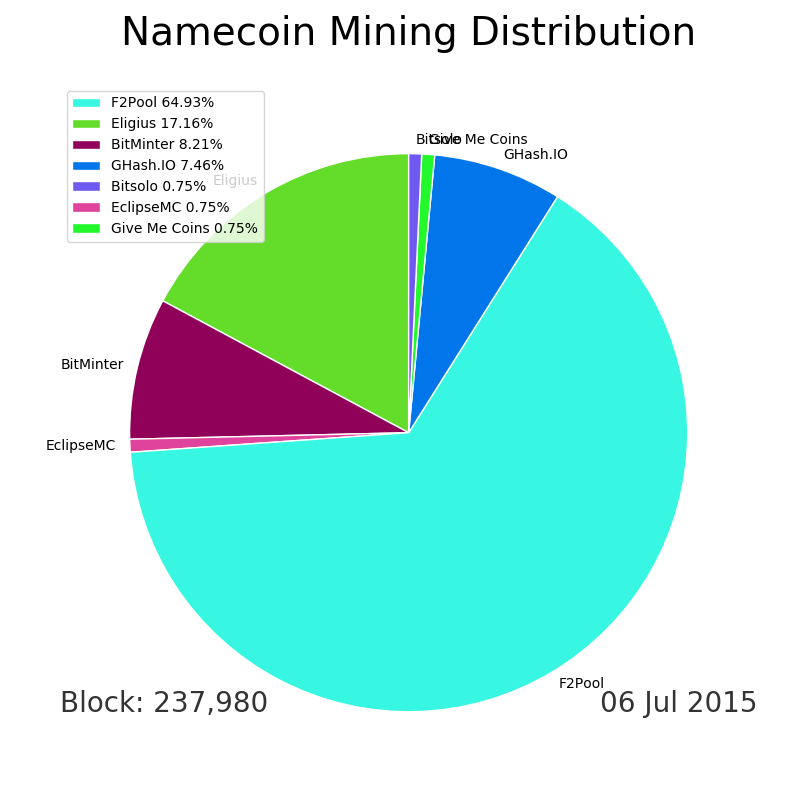 Namecoin Mining Distribution
F2Pool 64.93%
Eligius 17.16%
BitMinter 8.21%
GHash.IO 7.46%
Bitsolo 0.75%
EclipseMC 0.75%
Give Me Coins 0.75%
Bitsolo
Give Me Coins
GHash.IO
Eligius
BitMinter
EclipseMC
F2Pool
Block: 237,980
06 Jul 2015